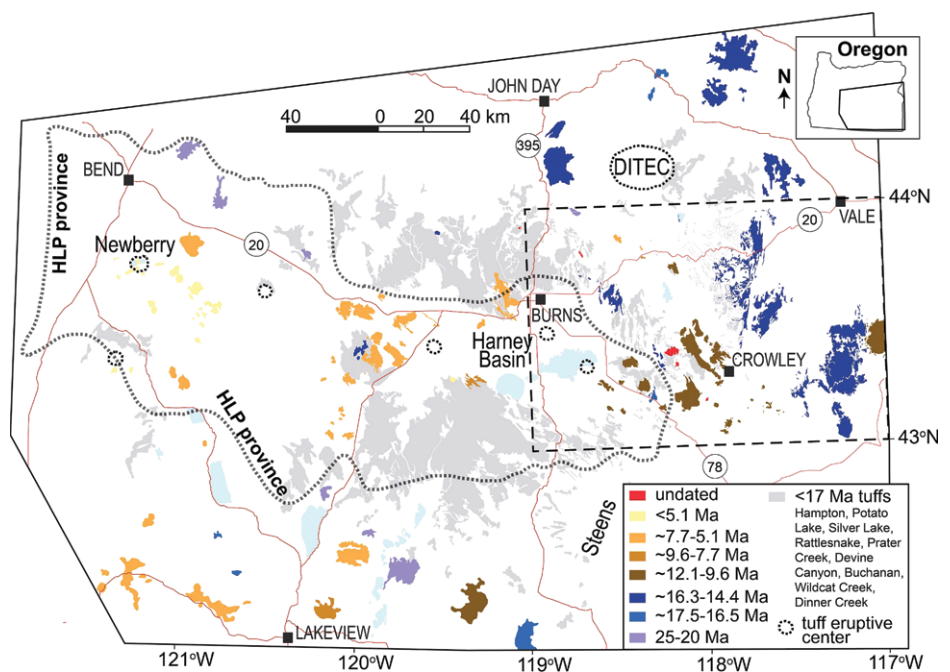 Oregon
N
JOHN DAY
40 0 20 40 km
395
DITEC
BEND
44°N
VALE
20
HLP province
Newberry
20
BURNS
Harney
Basin
CROWLEY
HLP province
43°N
78
Steens
undated
<5.1 Ma
~7.7-5.1 Ma
~9.6-7.7 Ma
~12.1-9.6 Ma
~16.3-14.4 Ma
~17.5-16.5 Ma
25-20 Ma
<17 Ma tuffs
Hampton, Potato
Lake, Silver Lake,
Rattlesnake, Prater
Creek, Devine
Canyon, Buchanan,
Wildcat Creek,
Dinner Creek
tuff eruptive
center
LAKEVIEW
121°W
120°W
119°W
118°W
117°W